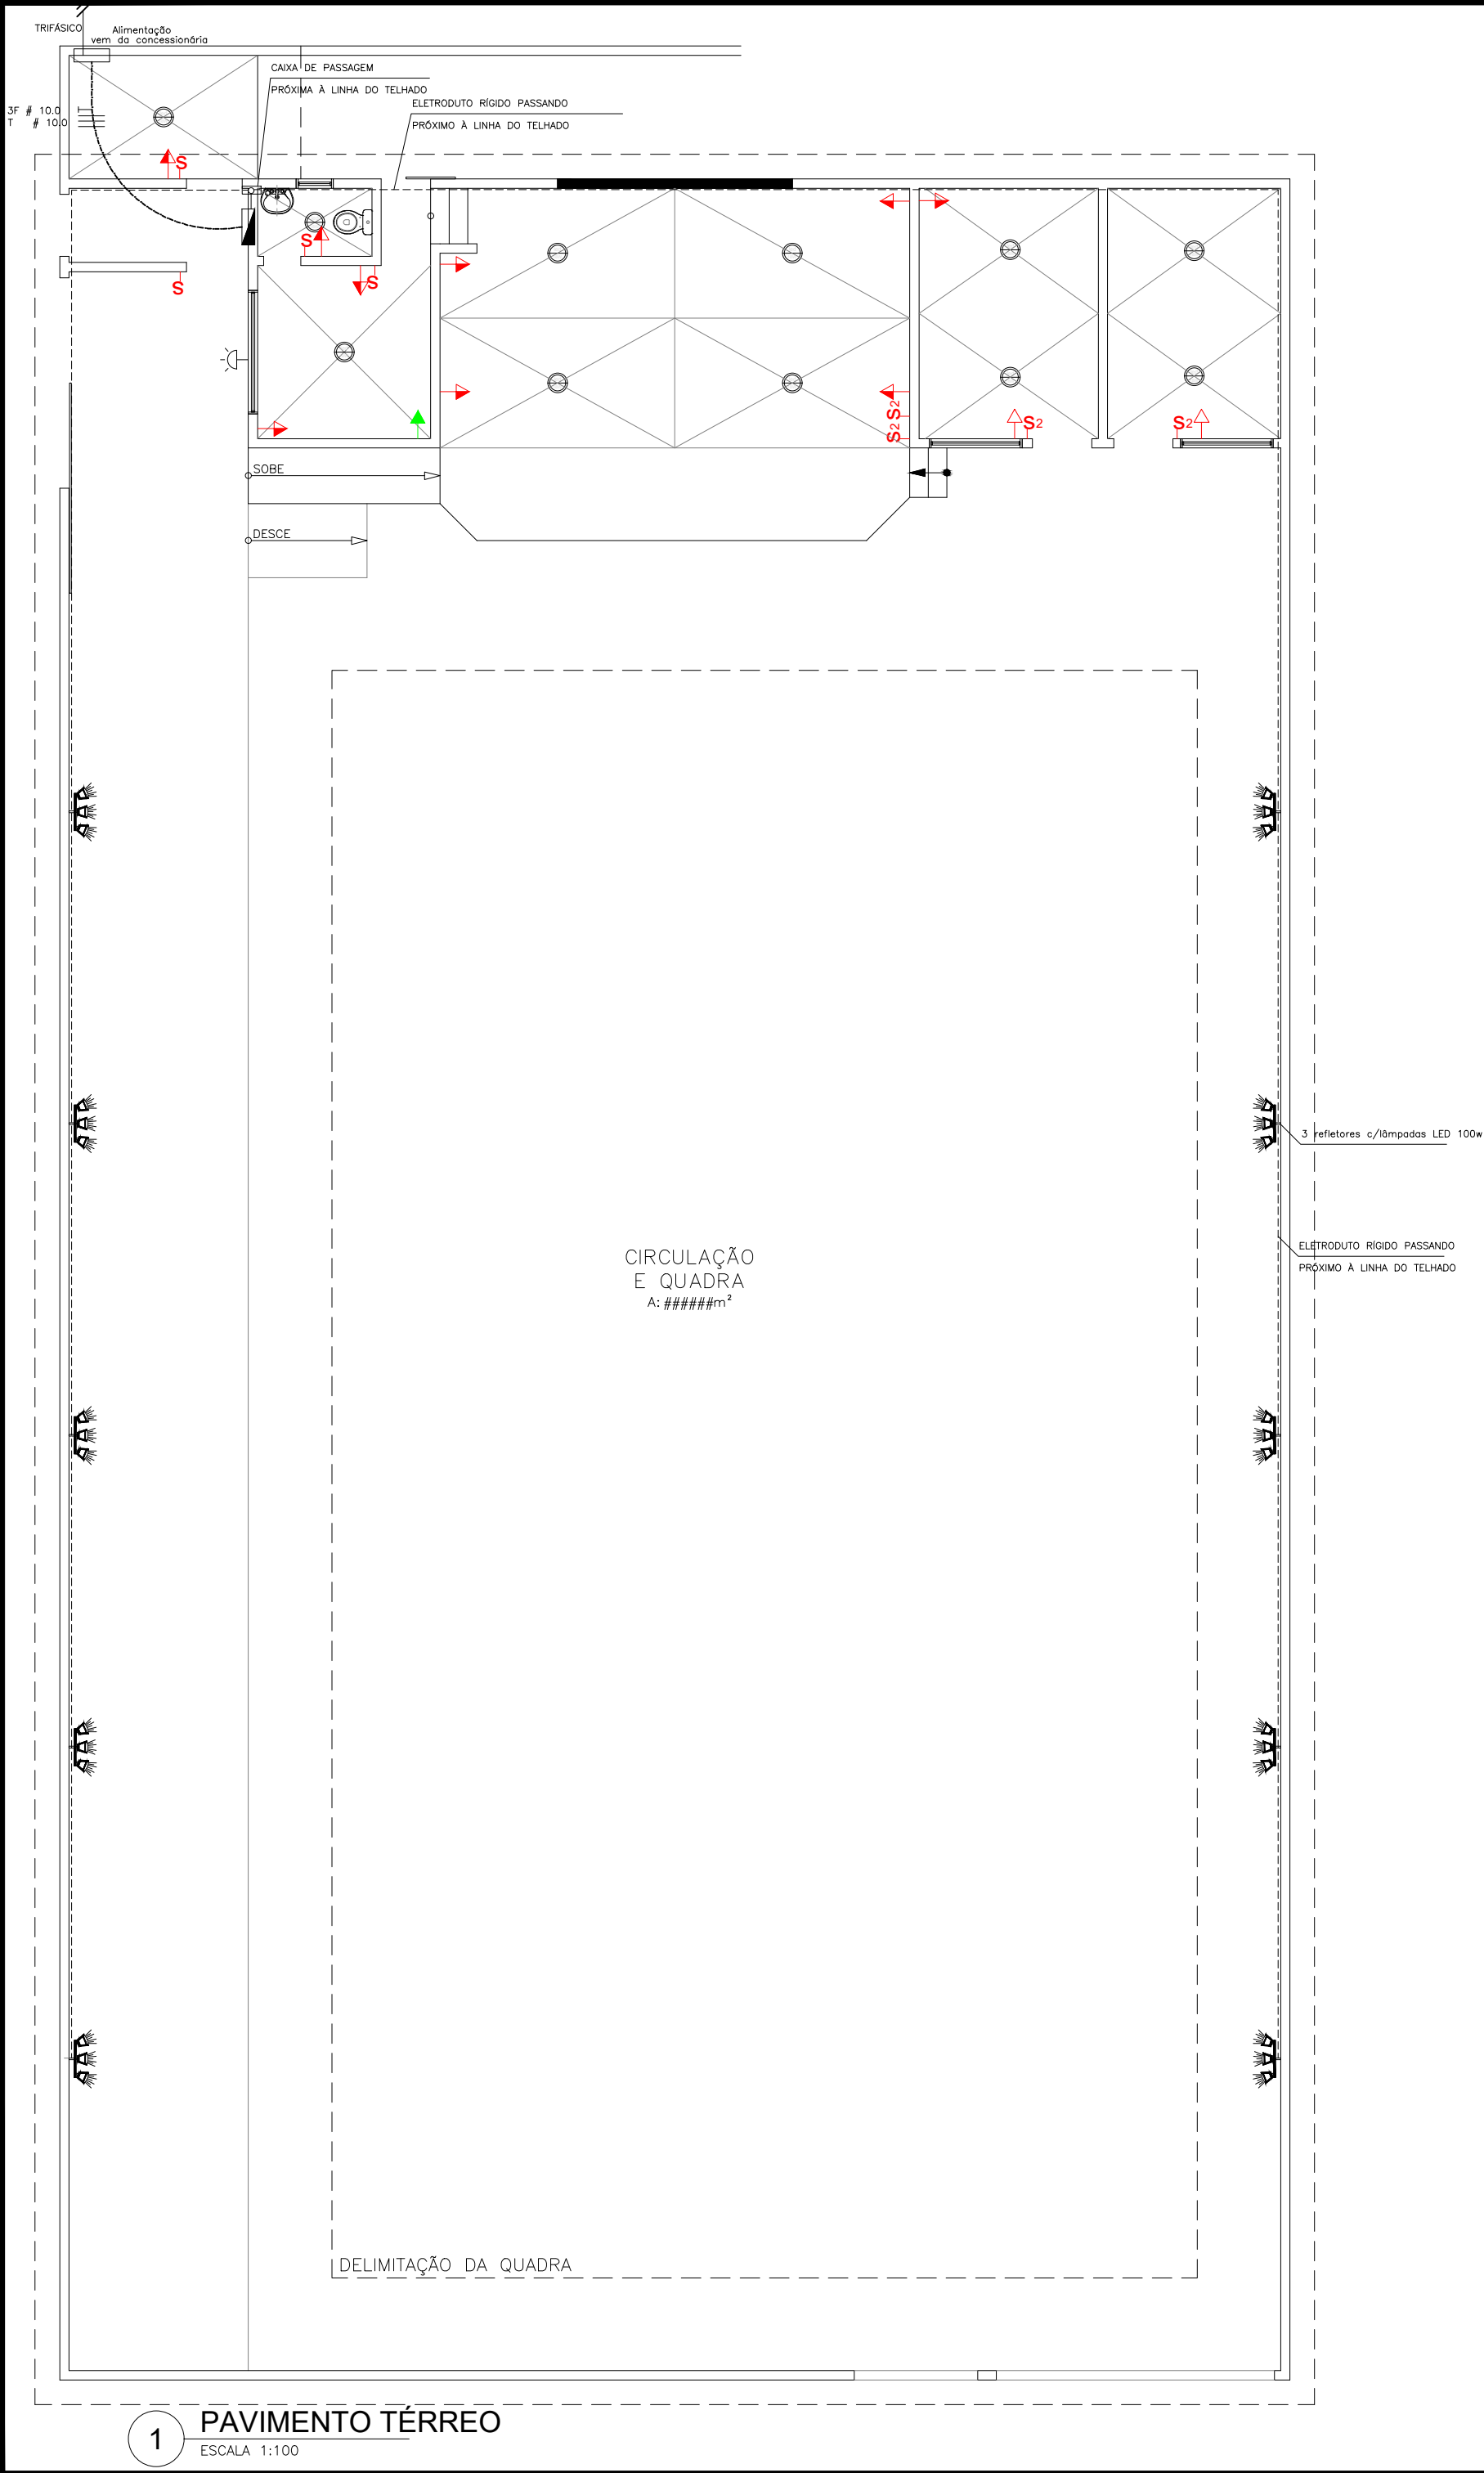 TRIFÁSICO
Alimentação
vem da concessionária
CAIXA DE PASSAGEM
PRÓXIMA À LINHA DO TELHADO
ELETRODUTO RÍGIDO PASSANDO
PRÓXIMO À LINHA DO TELHADO
3F # 10.0
T # 10.0
S
S
S
S
S2
S2
S2
S2
SOBE
DESCE
3 refletores c/lâmpadas LED 100w
CIRCULAÇÃO
E QUADRA
A: ######m²
ELETRODUTO RÍGIDO PASSANDO
PRÓXIMO À LINHA DO TELHADO
DELIMITAÇÃO DA QUADRA
1
PAVIMENTO TÉRREO
ESCALA 1:100